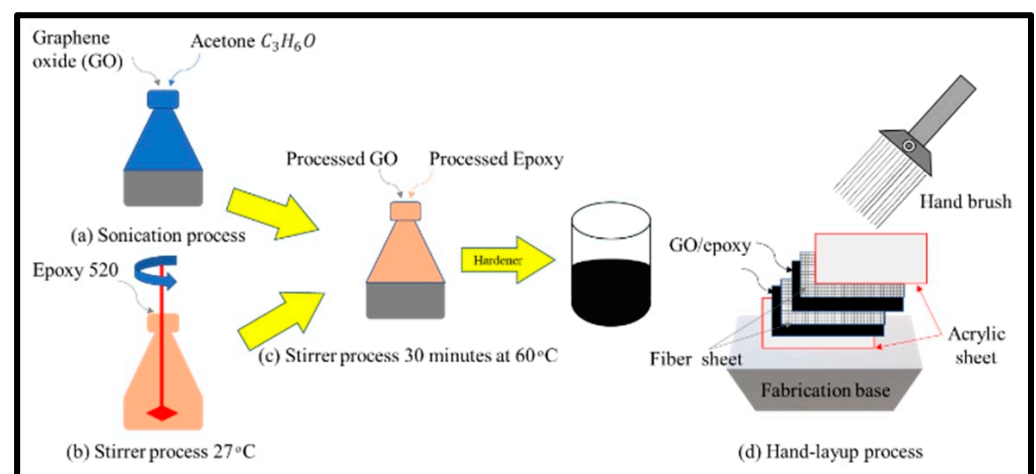 Graphene
oxide (GO)
Acetone C₃H₆O
(a) Sonication process
Epoxy 520
(b) Stirrer process 27°C
Processed GO
Processed Epoxy
(c) Stirrer process 30 minutes at 60°C
Hardener
Hand brush
GO/epoxy
Fiber sheet
Acrylic
sheet
Fabrication base
(d) Hand-layup process